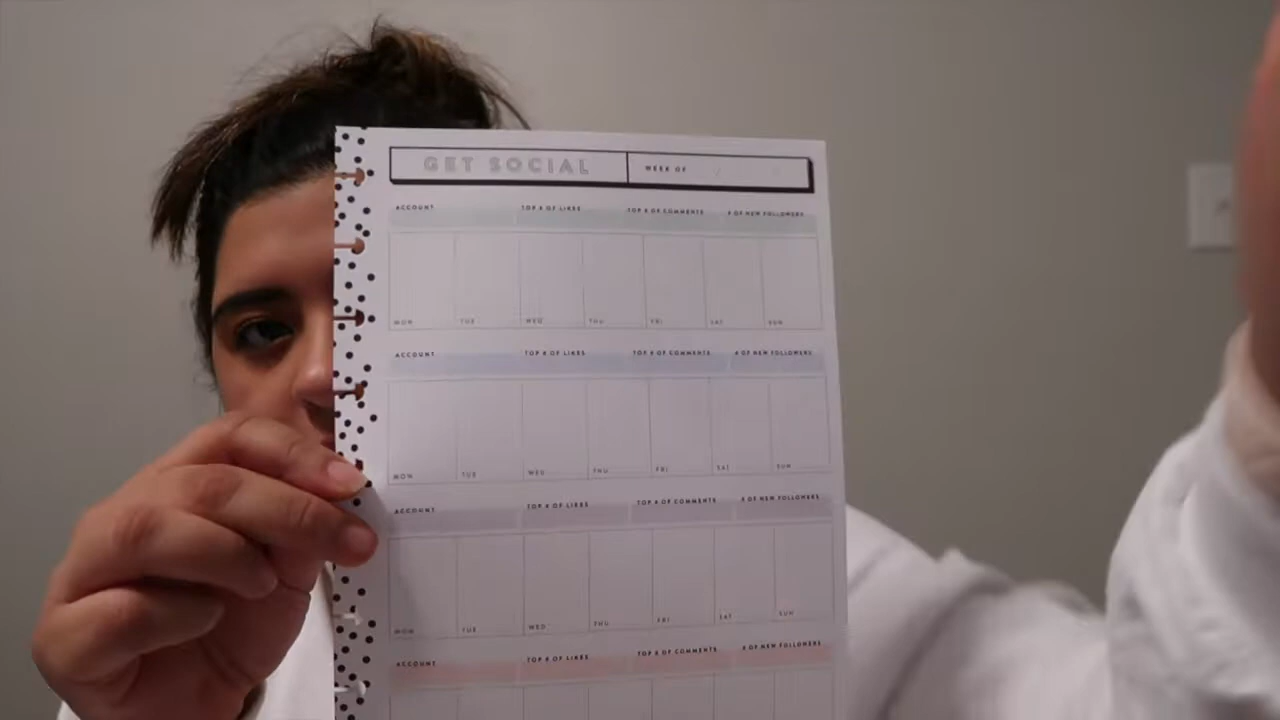 GET SOCIAL WEEK OF
ACCOUNT TOP # OF LIKES TOP # OF COMMENTS # OF NEW FOLLOWERS
MON TUE WED THU FRI SAT SUN
ACCOUNT TOP # OF LIKES TOP # OF COMMENTS # OF NEW FOLLOWERS
MON TUE WED THU FRI SAT SUN
ACCOUNT TOP # OF LIKES TOP # OF COMMENTS # OF NEW FOLLOWERS
MON TUE WED THU FRI SAT SUN
ACCOUNT TOP # OF LIKES TOP # OF COMMENTS # OF NEW FOLLOWERS